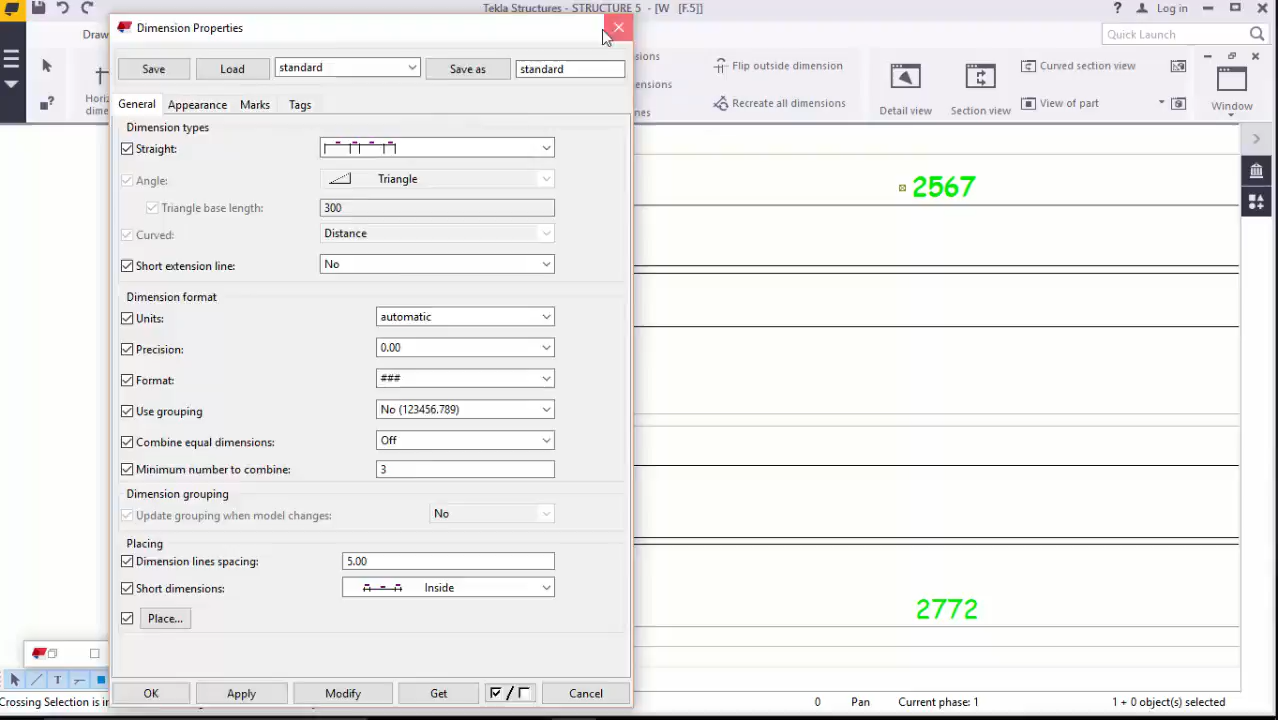 Tekla Structures - STRUCTURE 5 - [W [F.5]]
Log in
Dimension Properties
Quick Launch
Save
Load
standard
Save as
standard
Flip outside dimension
Recreate all dimensions
Detail view
Section view
Curved section view
View of part
Window
General
Appearance
Marks
Tags
Dimension types
Straight:
Angle:
Triangle
Triangle base length:
300
Curved:
Distance
Short extension line:
No
Dimension format
Units:
automatic
Precision:
0.00
Format:
###
Use grouping
No (123456.789)
Combine equal dimensions:
Off
Minimum number to combine:
3
Dimension grouping
Update grouping when model changes:
No
Placing
Dimension lines spacing:
5.00
Short dimensions:
Inside
Place...
OK
Apply
Modify
Get
Cancel
2567
2772
Crossing Selection is in
0
Pan
Current phase: 1
1 + 0 object(s) selected